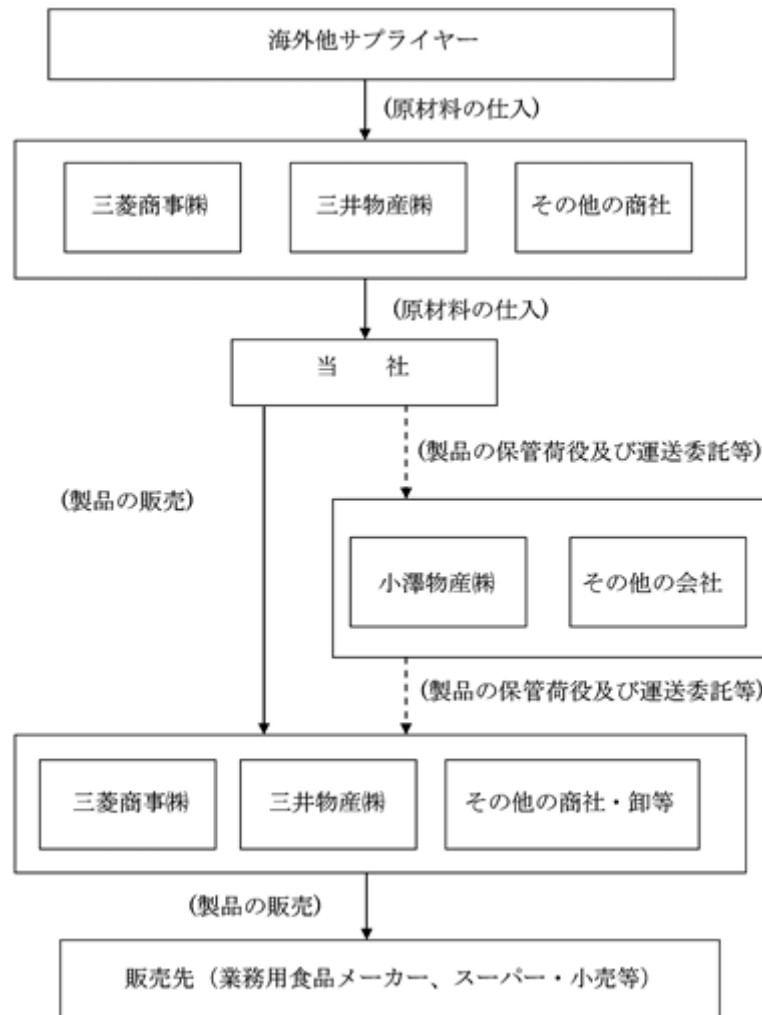 海外他サプライヤー
(原材料の仕入)
三菱商事㈱
三井物産㈱
その他の商社
(原材料の仕入)
当　　社
(製品の保管荷役及び運送委託等)
(製品の販売)
小澤物産㈱
その他の会社
(製品の保管荷役及び運送委託等)
三菱商事㈱
三井物産㈱
その他の商社・卸等
(製品の販売)
販売先（業務用食品メーカー、スーパー・小売等）